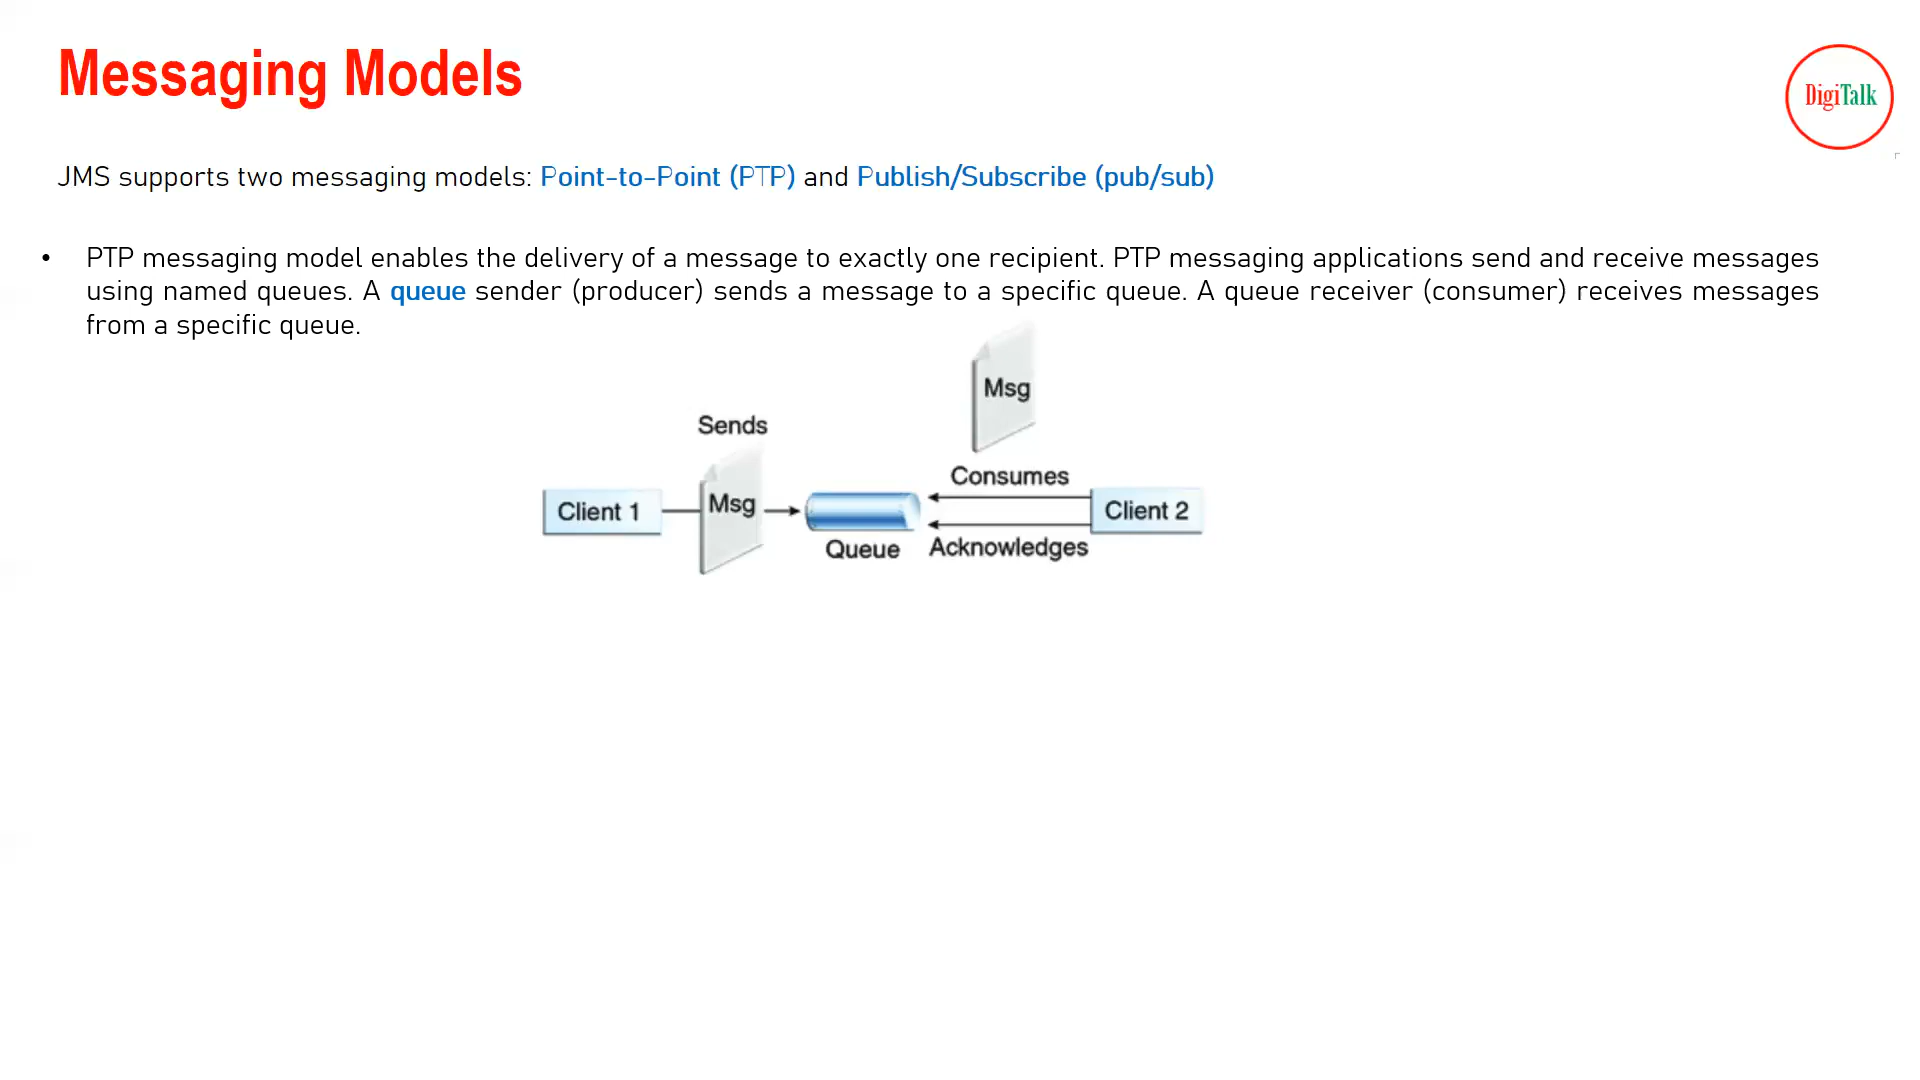 Messaging Models
DigiTalk
JMS supports two messaging models: Point-to-Point (PTP) and Publish/Subscribe (pub/sub)
• PTP messaging model enables the delivery of a message to exactly one recipient. PTP messaging applications send and receive messages
using named queues. A queue sender (producer) sends a message to a specific queue. A queue receiver (consumer) receives messages
from a specific queue.
Msg
Sends
Consumes
Client 1
Msg
Client 2
Queue
Acknowledges